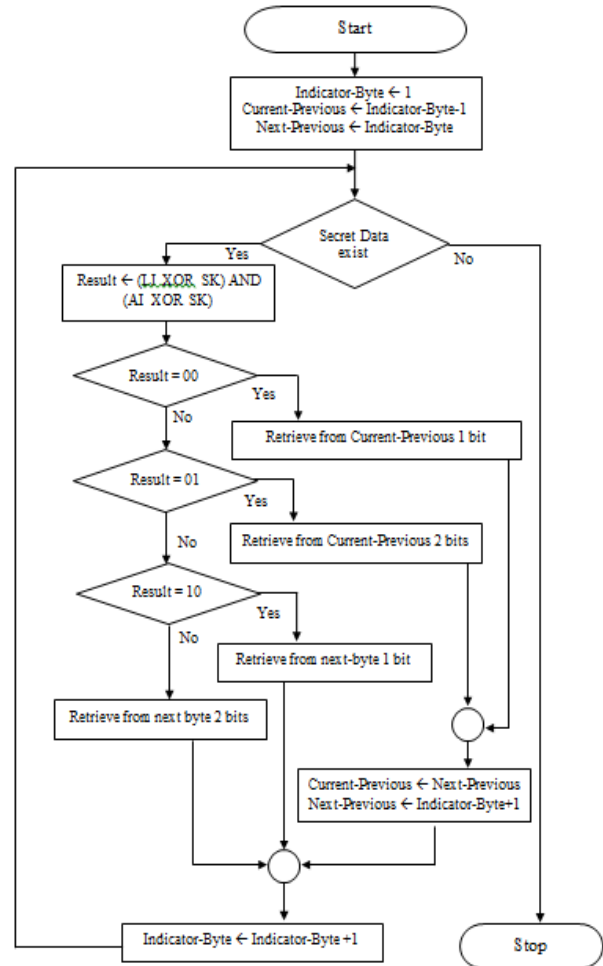 Start
Indicator-Byte ← 1
Current-Previous ← Indicator-Byte-1
Next-Previous ← Indicator-Byte
Secret Data
exist
Yes
No
Result ← (LI XOR SK) AND
(AI XOR SK)
Result = 00
Yes
No
Retrieve from Current-Previous 1 bit
Result = 01
Yes
No
Retrieve from Current-Previous 2 bits
Result = 10
Yes
No
Retrieve from next-byte 1 bit
Retrieve from next byte 2 bits
Current-Previous ← Next-Previous
Next-Previous ← Indicator-Byte+1
Indicator-Byte ← Indicator-Byte +1
Stop